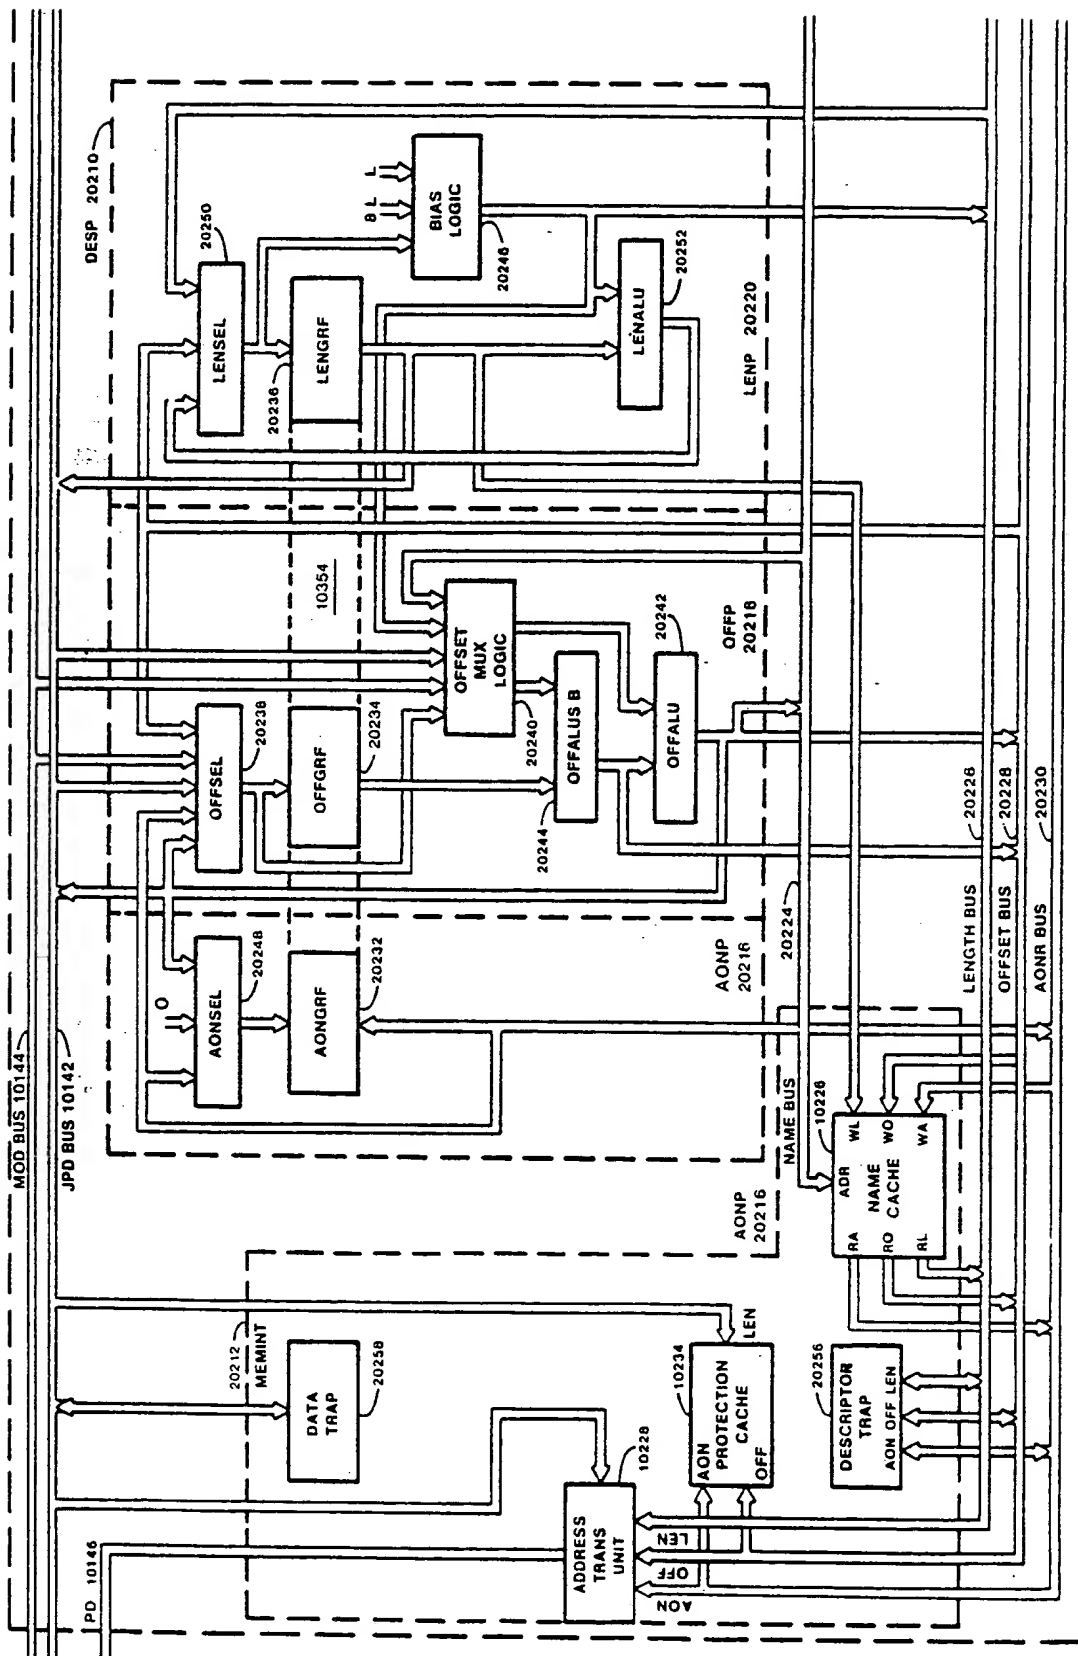 MOD BUS 10144
JPD BUS 10142
PD 10146
DESP 20210
LENSEL
20250
20236
LENGRF
BIAS
LOGIC
20246
B L
L
LENALU
20252
LENP 20220
10354
OFFSEL
20238
OFFGRF
20234
OFFSET
MUX
LOGIC
20240
OFFALUS B
20244
OFFALU
20242
OFFP
20218
O
AONSEL
20248
AONGRF
20232
AONP
20216
20224
NAME BUS
LENGTH BUS
20226
OFFSET BUS
20228
AONR BUS
20230
AONP
20216
10226
ADR
NAME
CACHE
WL
WO
WA
RA
RO
RL
20212
MEMINT
DATA
TRAP
20258
ADDRESS
TRANS
UNIT
10228
AON
OFF
LEN
10234
AON
PROTECTION
CACHE
OFF
LEN
20256
DESCRIPTOR
TRAP
AON OFF LEN